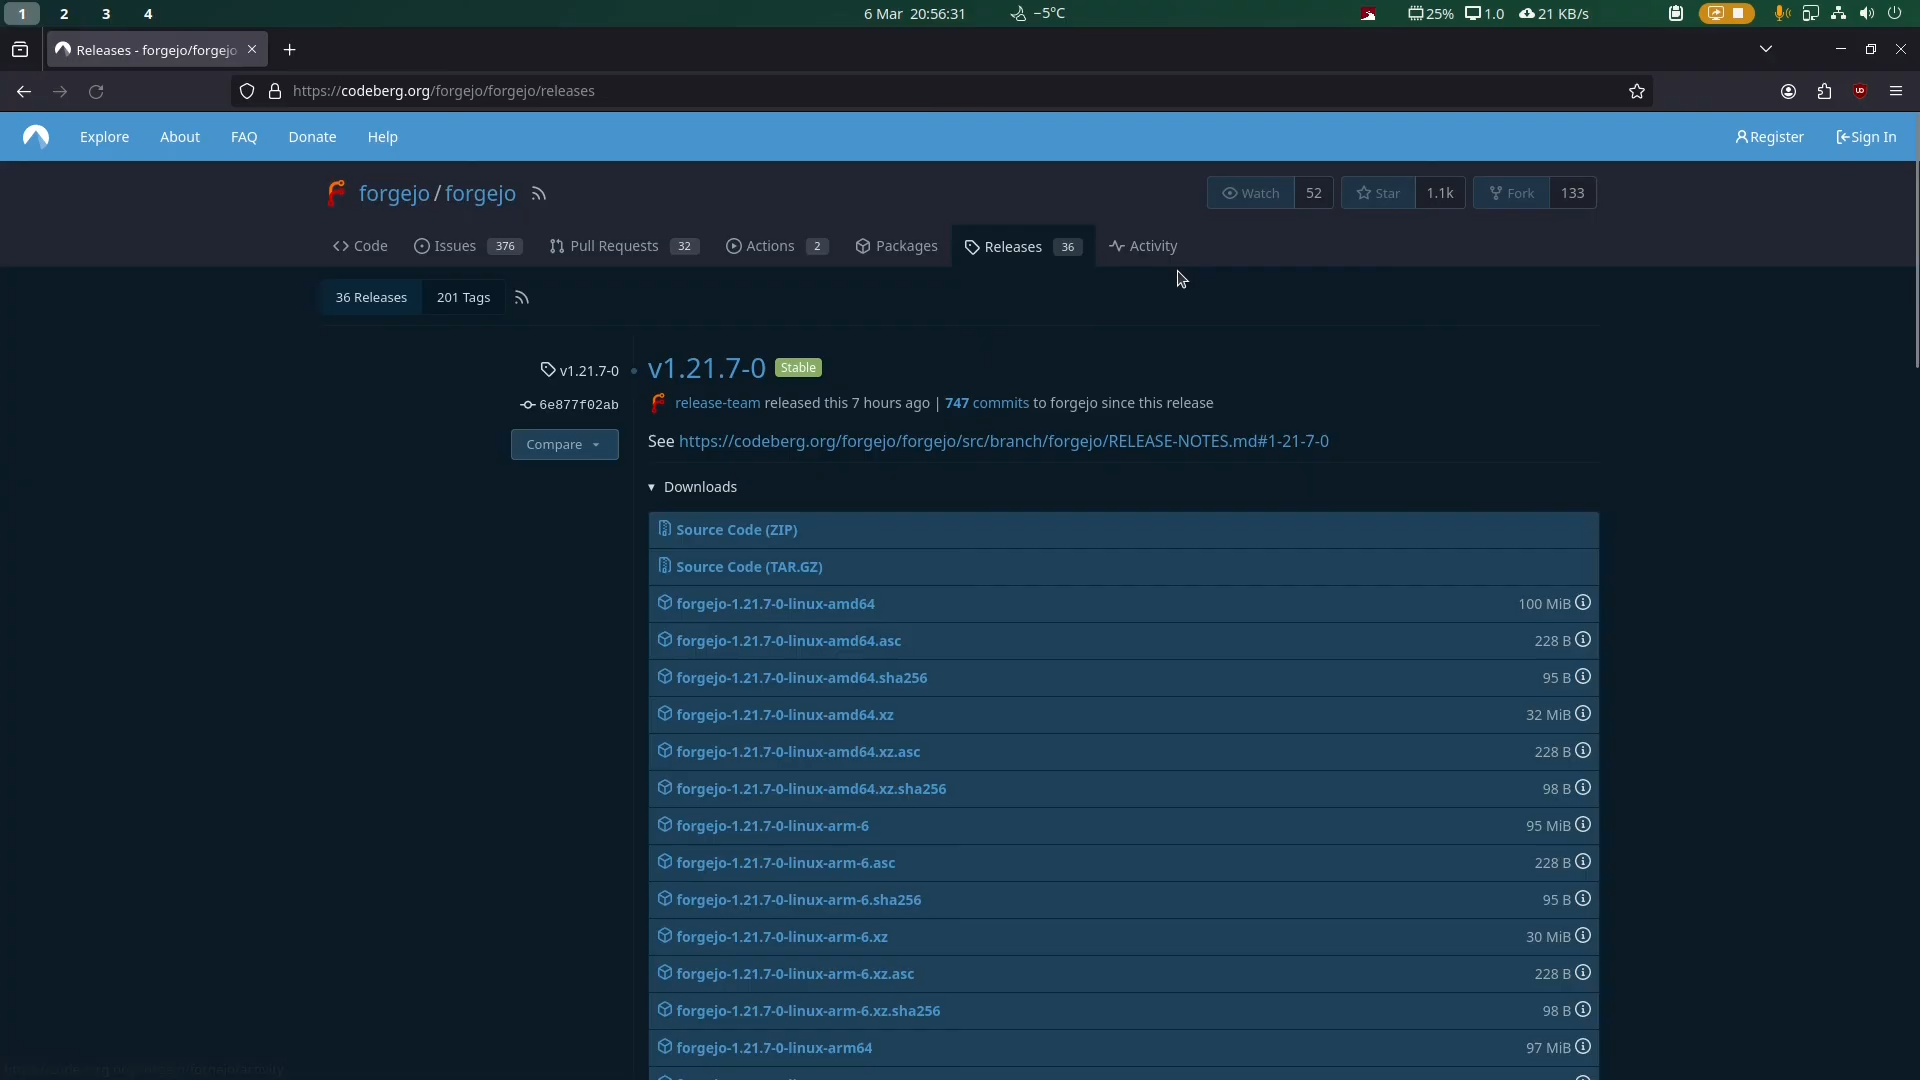 1 2 3 4 6 Mar 20:56:31 −5°C 25% 1.0 21 KB/s
Releases - forgejo/forgejo
https://codeberg.org/forgejo/forgejo/releases
Explore About FAQ Donate Help Register Sign In
forgejo/forgejo Watch 52 Star 1.1k Fork 133
Code Issues 376 Pull Requests 32 Actions 2 Packages Releases 36 Activity
36 Releases 201 Tags
v1.21.7-0 v1.21.7-0 Stable
6e877f02ab release-team released this 7 hours ago | 747 commits to forgejo since this release
Compare See https://codeberg.org/forgejo/forgejo/src/branch/forgejo/RELEASE-NOTES.md#1-21-7-0
Downloads
Source Code (ZIP)
Source Code (TAR.GZ)
forgejo-1.21.7-0-linux-amd64 100 MiB
forgejo-1.21.7-0-linux-amd64.asc 228 B
forgejo-1.21.7-0-linux-amd64.sha256 95 B
forgejo-1.21.7-0-linux-amd64.xz 32 MiB
forgejo-1.21.7-0-linux-amd64.xz.asc 228 B
forgejo-1.21.7-0-linux-amd64.xz.sha256 98 B
forgejo-1.21.7-0-linux-arm-6 95 MiB
forgejo-1.21.7-0-linux-arm-6.asc 228 B
forgejo-1.21.7-0-linux-arm-6.sha256 95 B
forgejo-1.21.7-0-linux-arm-6.xz 30 MiB
forgejo-1.21.7-0-linux-arm-6.xz.asc 228 B
forgejo-1.21.7-0-linux-arm-6.xz.sha256 98 B
forgejo-1.21.7-0-linux-arm64 97 MiB